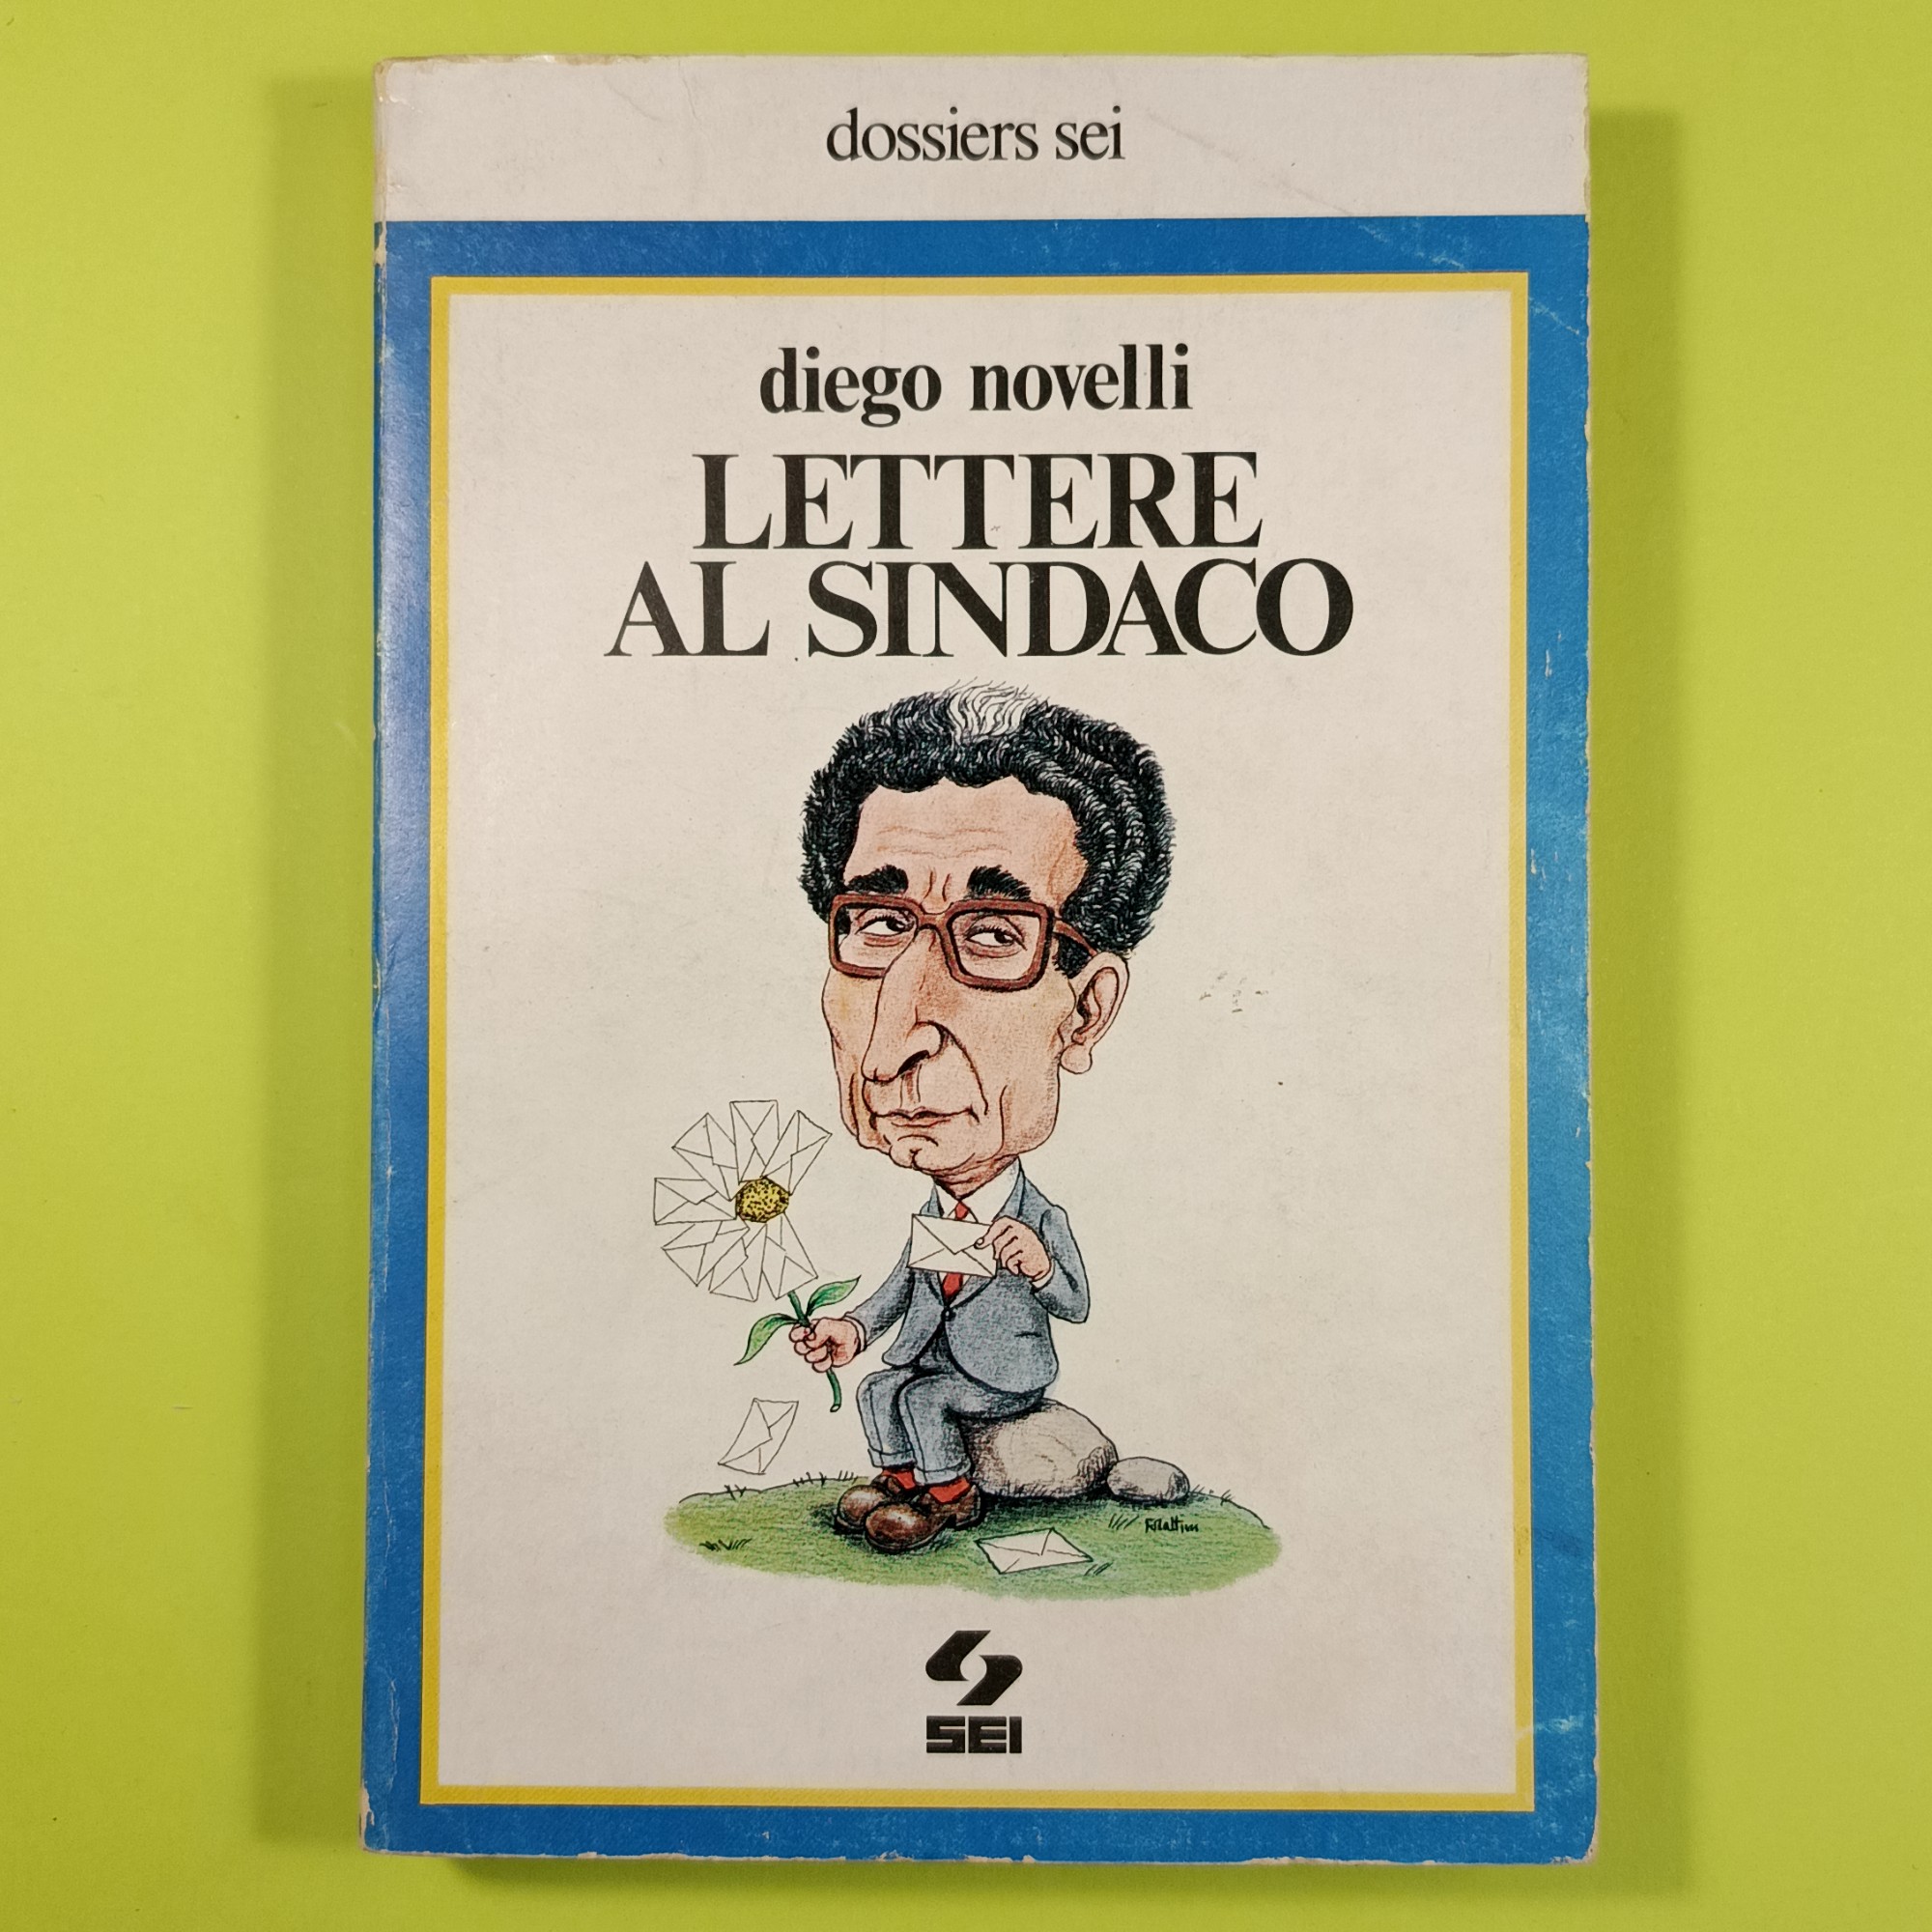 dossiers sei
diego novelli
LETTERE
AL SINDACO
SEI